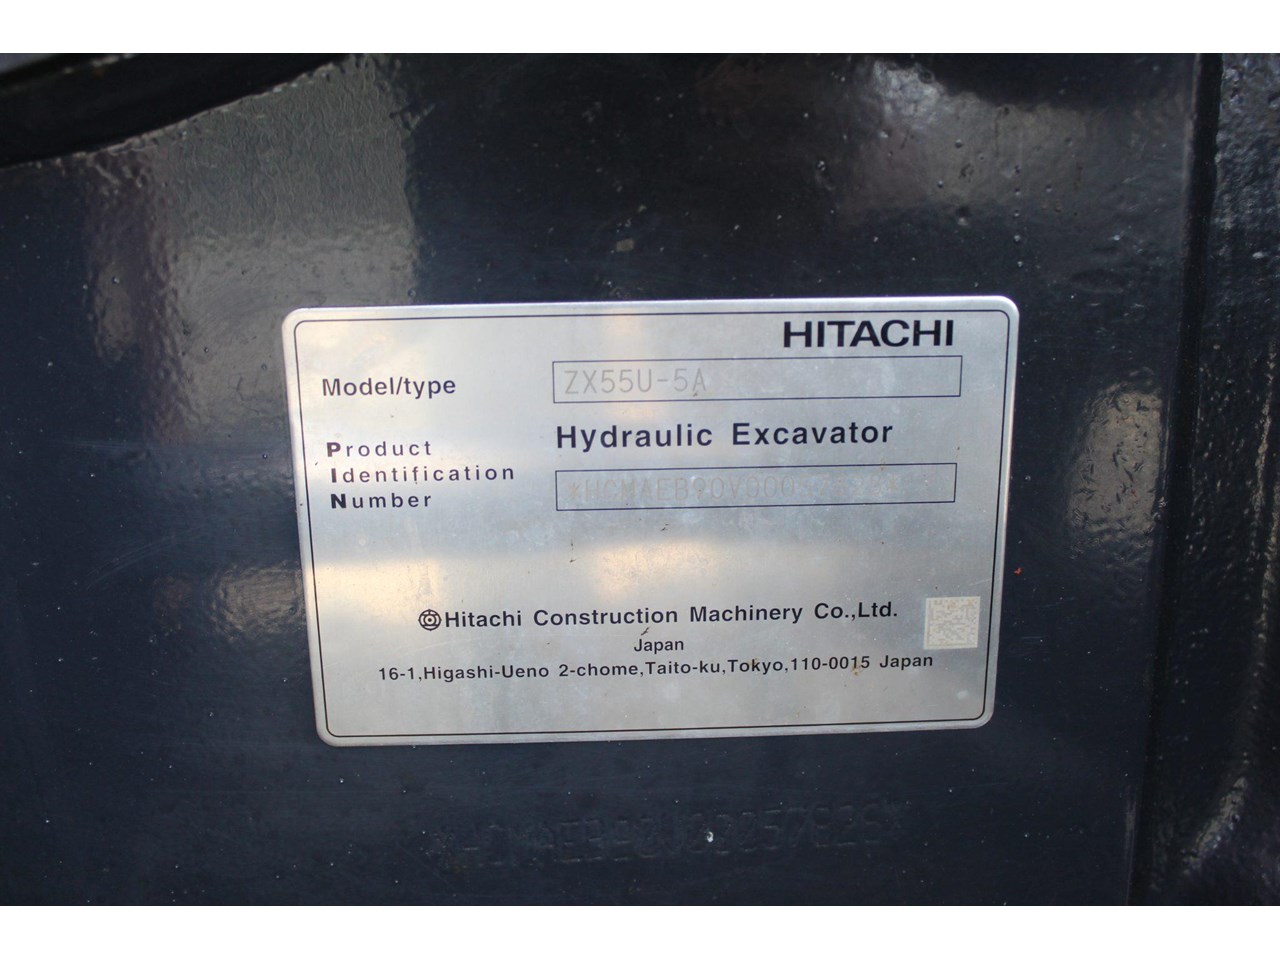 HITACHI
Model/type ZX55U-5A
Product Hydraulic Excavator
Identification
Number
Hitachi Construction Machinery Co.,Ltd.
Japan
16-1,Higashi-Ueno 2-chome,Taito-ku,Tokyo,110-0015 Japan